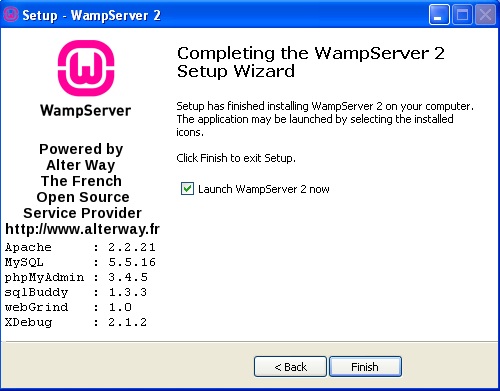 Setup - WampServer 2
WampServer
Powered by
Alter Way
The French
Open Source
Service Provider
http://www.alterway.fr
Apache : 2.2.21
MySQL : 5.5.16
phpMyAdmin : 3.4.5
sqlBuddy : 1.3.3
webGrind : 1.0
XDebug : 2.1.2
Completing the WampServer 2
Setup Wizard
Setup has finished installing WampServer 2 on your computer.
The application may be launched by selecting the installed
icons.
Click Finish to exit Setup.
Launch WampServer 2 now
< Back
Finish